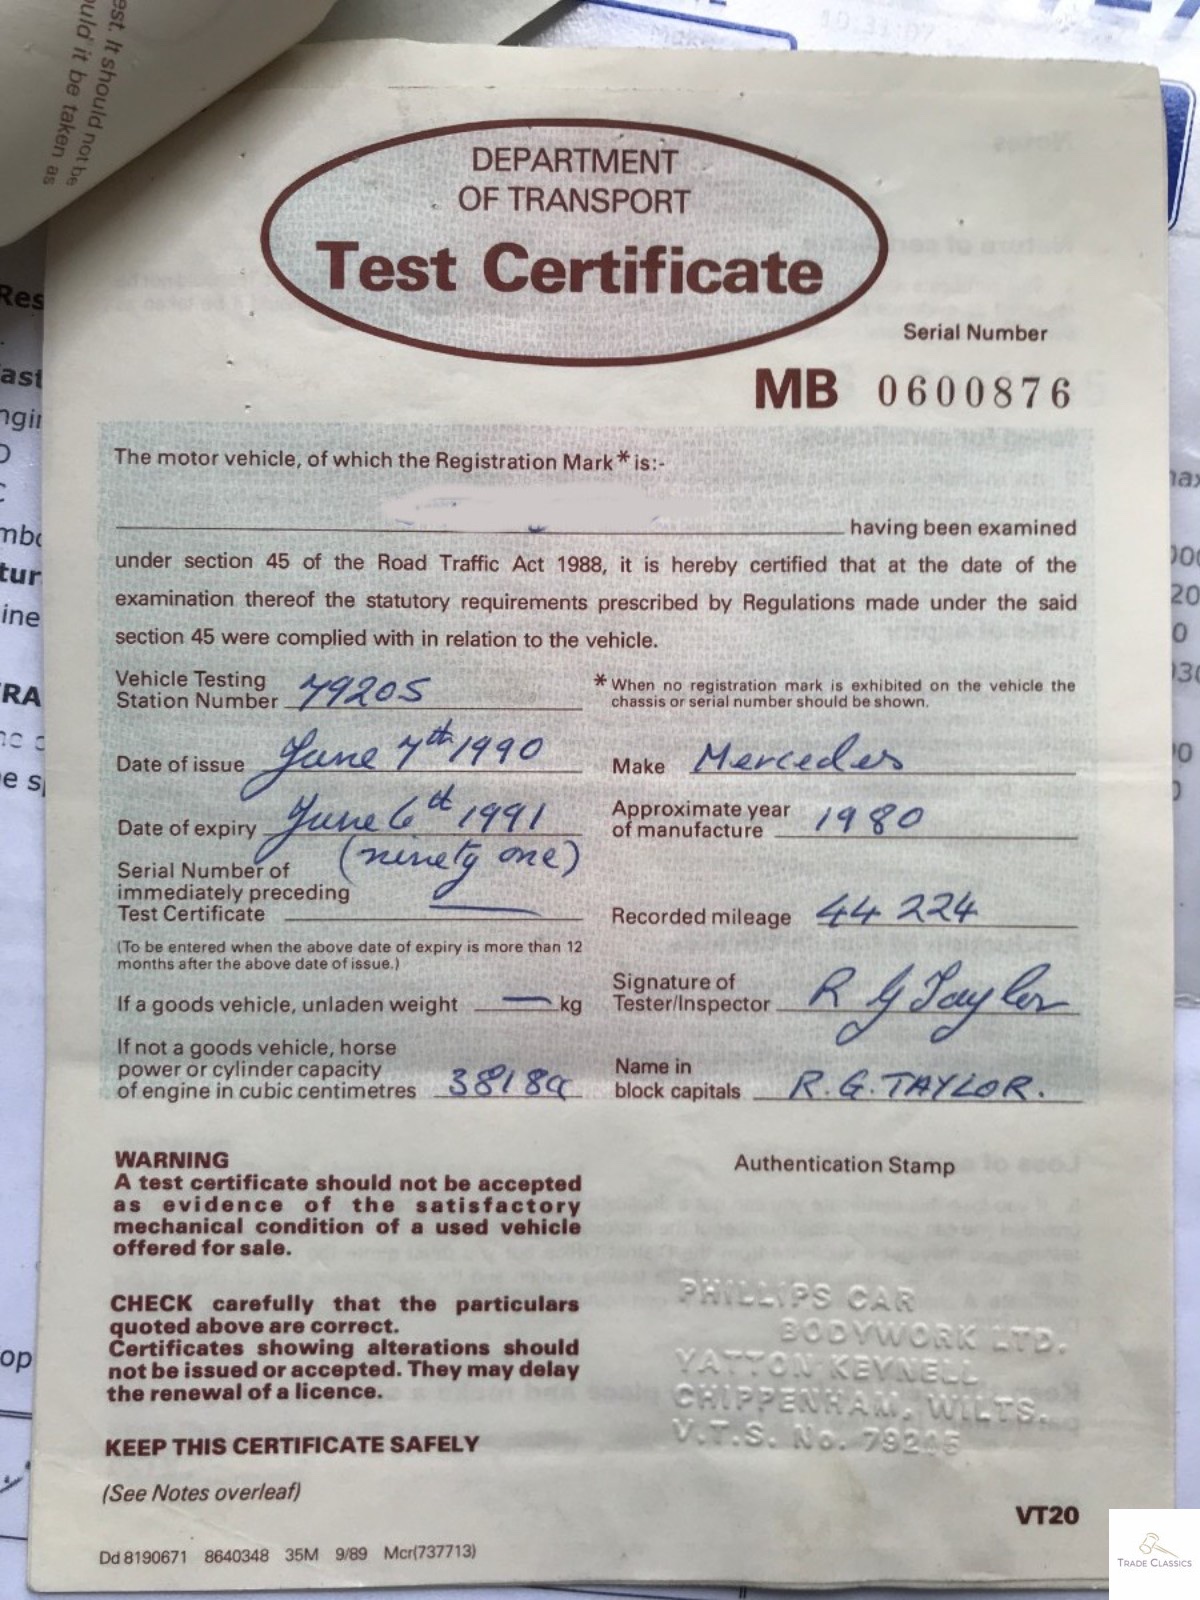 est. It should not be
ould it be taken as
DEPARTMENT
OF TRANSPORT
Test Certificate
Serial Number
MB 0600876
The motor vehicle, of which the Registration Mark* is:-
having been examined
under section 45 of the Road Traffic Act 1988, it is hereby certified that at the date of the
examination thereof the statutory requirements prescribed by Regulations made under the said
section 45 were complied with in relation to the vehicle.
Vehicle Testing
Station Number 79205
* When no registration mark is exhibited on the vehicle the
chassis or serial number should be shown.
Date of issue June 7th 1990
Make Mercedes
Date of expiry June 6th 1991
(ninety one)
Approximate year
of manufacture 1980
Serial Number of
immediately preceding
Test Certificate
Recorded mileage 44 224
(To be entered when the above date of expiry is more than 12
months after the above date of issue.)
If a goods vehicle, unladen weight — kg
Signature of
Tester/Inspector R G Taylor
If not a goods vehicle, horse
power or cylinder capacity
of engine in cubic centimetres
Name in
block capitals R. G. TAYLOR.
WARNING
A test certificate should not be accepted
as evidence of the satisfactory
mechanical condition of a used vehicle
offered for sale.
CHECK carefully that the particulars
quoted above are correct.
Certificates showing alterations should
not be issued or accepted. They may delay
the renewal of a licence.
KEEP THIS CERTIFICATE SAFELY
(See Notes overleaf)
Authentication Stamp
PHILLIPS CAR
BODYWORK LTD.
YATTON KEYNELL
CHIPPENHAM, WILTS.
V.T.S. No.
VT20
Dd 8190671 8640348 35M 9/89 Mcr(737713)
TRADE CLASSICS